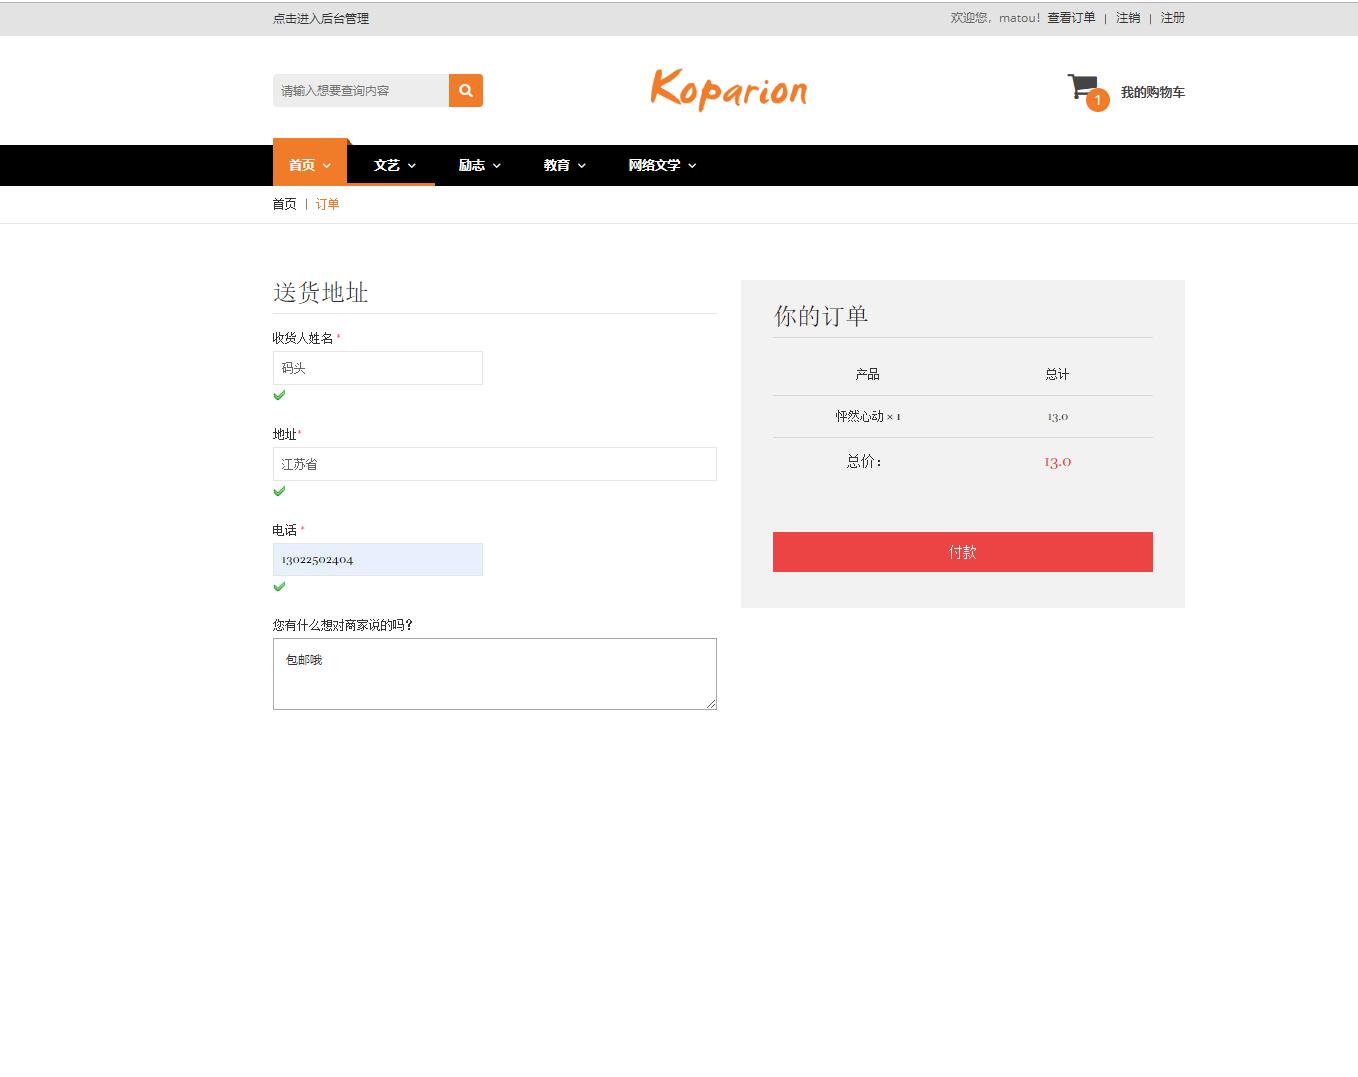 点击进入后台管理
欢迎您，matou！ 查看订单 | 注销 | 注册
请输入想要查询内容
Koparion
1
我的购物车
首页 文艺 励志 教育 网络文学
首页 | 订单
送货地址
收货人姓名 *
码头
地址*
江苏省
电话 *
13022502404
您有什么想对商家说的吗？
包邮哦
你的订单
产品 总计
怦然心动 × 1 13.0
总价： 13.0
付款